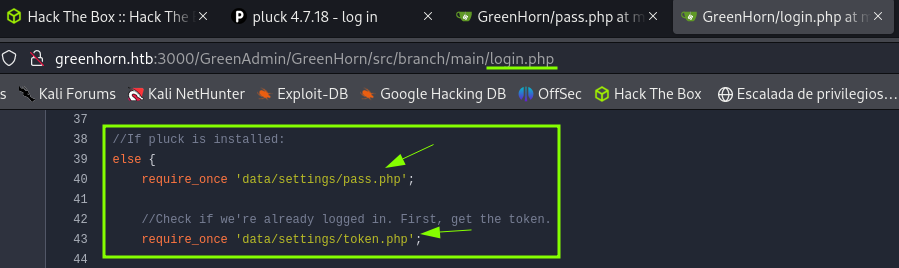 Hack The Box :: Hack The pluck 4.7.18 - log in GreenHorn/pass.php at m GreenHorn/login.php at m
greenhorn.htb:3000/GreenAdmin/GreenHorn/src/branch/main/login.php
s Kali Forums Kali NetHunter Exploit-DB Google Hacking DB OffSec Hack The Box Escalada de privilegios…
37
38 //If pluck is installed:
39 else {
40 require_once 'data/settings/pass.php';
41
42 //Check if we're already logged in. First, get the token.
43 require_once 'data/settings/token.php';
44